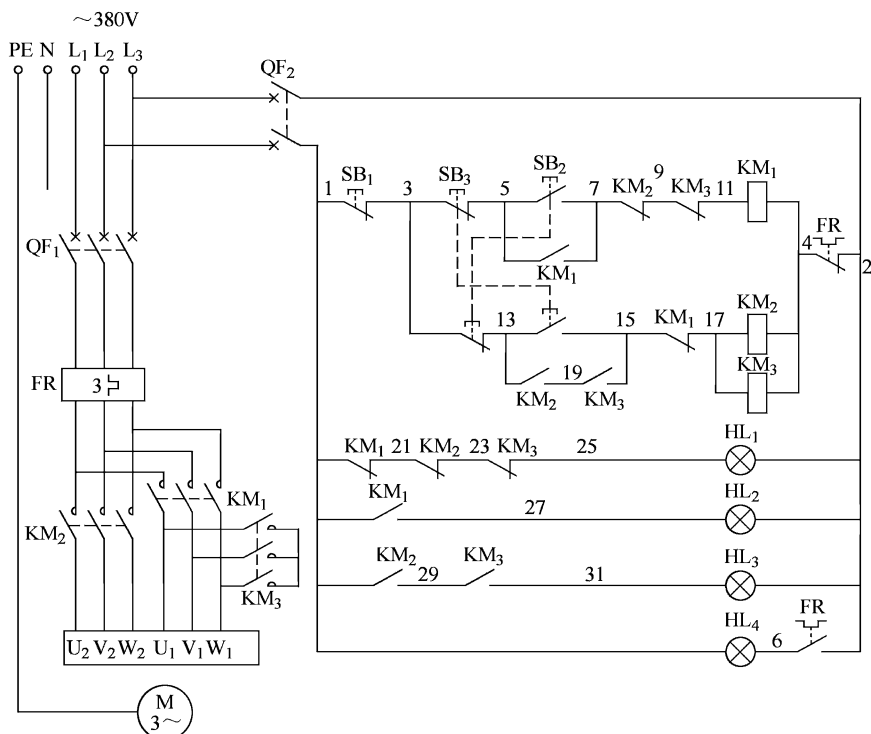 ～380V
PE N L₁ L₂ L₃
QF₂
SB₁ SB₃ SB₂ KM₁
1 3 5 7 KM₂ 9 KM₃ 11
FR
4 2
QF₁
KM₁
KM₂
13 15 KM₁ 17
KM₃
19
KM₂ KM₃
FR 3
KM₁ 21 KM₂ 23 KM₃ 25 HL₁
KM₁ 27 HL₂
KM₁
KM₂
KM₂ 29 KM₃ 31 HL₃
KM₃
HL₄ 6 FR
U₂ V₂ W₂ U₁ V₁ W₁
M
3～